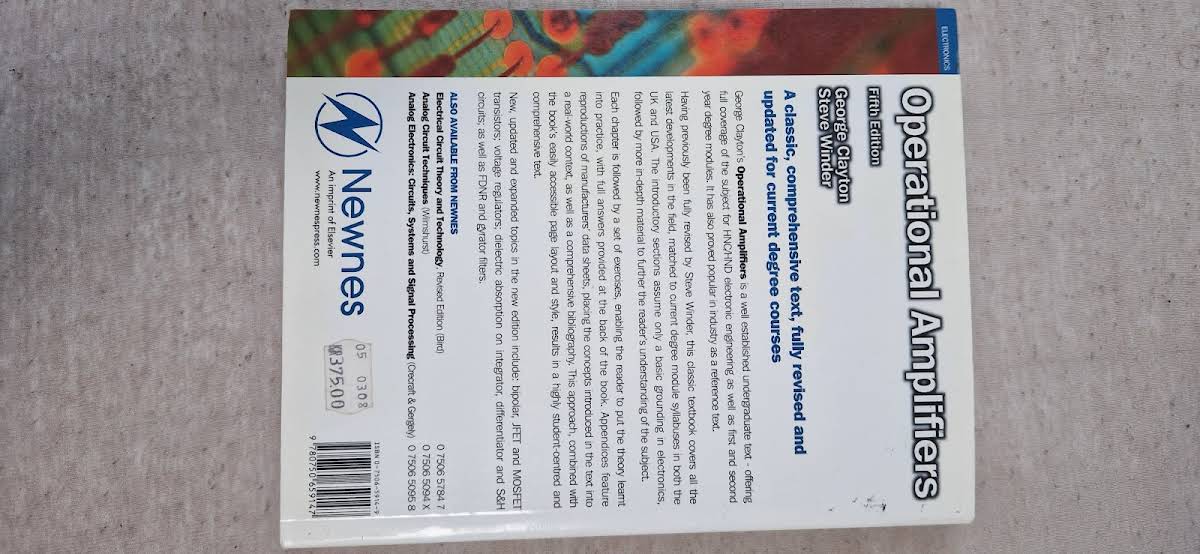 ELECTRONICS
Operational Amplifiers
Fifth Edition
George Clayton
Steve Winder
A classic, comprehensive text, fully revised and
updated for current degree courses
George Clayton's Operational Amplifiers is a well established undergraduate text - offering
full coverage of the subject for HNC/HND electronic engineering as well as first and second
year degree modules. It has also proved popular in industry as a reference text.
Having previously been fully revised by Steve Winder, this classic textbook covers all the
latest developments in the field, matched to current degree module syllabuses in both the
UK and USA. The introductory sections assume only a basic grounding in electronics,
followed by more in-depth material to further the reader's understanding of the subject.
Each chapter is followed by a set of exercises, enabling the reader to put the theory learnt
into practice, with full answers provided at the back of the book. Appendices feature
reproductions of manufacturers' data sheets, placing the concepts introduced in the text into
a real-world context, as well as a comprehensive bibliography. This approach, combined with
the book's easily accessible page layout and style, results in a highly student-centred and
comprehensive text.
New, updated and expanded topics in the new edition include: bipolar, JFET and MOSFET
transistors; voltage regulators; dielectric absorption on integrator, differentiator and S&H
circuits; as well as FDNR and gyrator filters.
ALSO AVAILABLE FROM NEWNES
Electrical Circuit Theory and Technology, Revised Edition (Bird) 0 7506 5784 7
Analog Circuit Techniques (Wilmshurst) 0 7506 5094 X
Analog Electronics: Circuits, Systems and Signal Processing (Crecraft & Gergely) 0 7506 5095 8
Newnes
An imprint of Elsevier
www.newnespress.com
05 0308
37500
ISBN 0-7506-5914-9
9 780750 659147